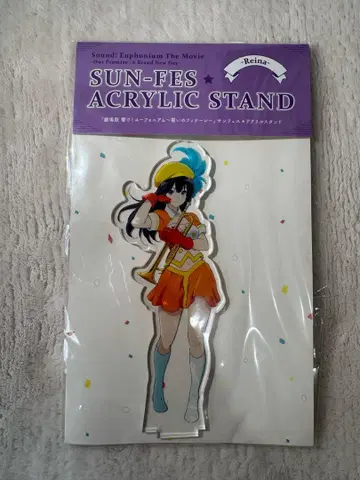 Sound! Euphonium The Movie
-Our Promise: A Brand New Day-
-Reina-
SUN-FES ★
ACRYLIC STAND
『劇場版 響け！ユーフォニアム〜誓いのフィナーレ〜』サンフェス★アクリルスタンド